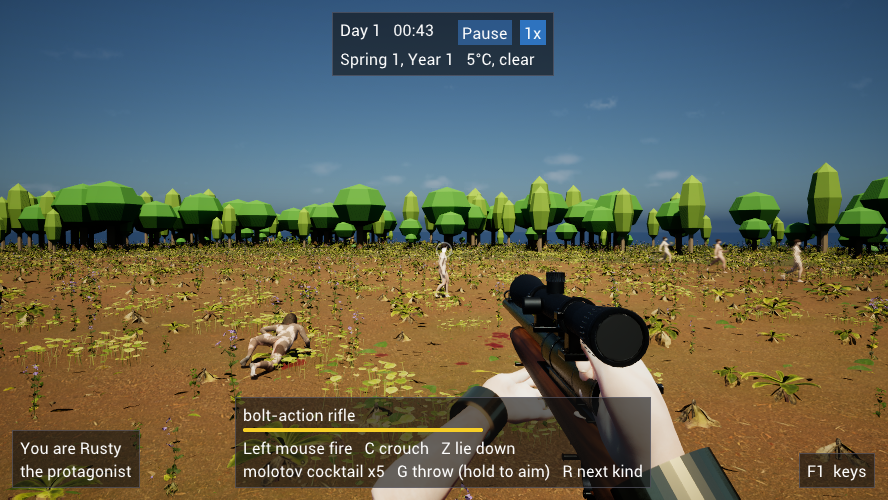 Day 1 00:43 Pause 1x
Spring 1, Year 1 5°C, clear
bolt-action rifle
Left mouse fire C crouch Z lie down
molotov cocktail x5 G throw (hold to aim) R next kind
You are Rusty
the protagonist
F1 keys